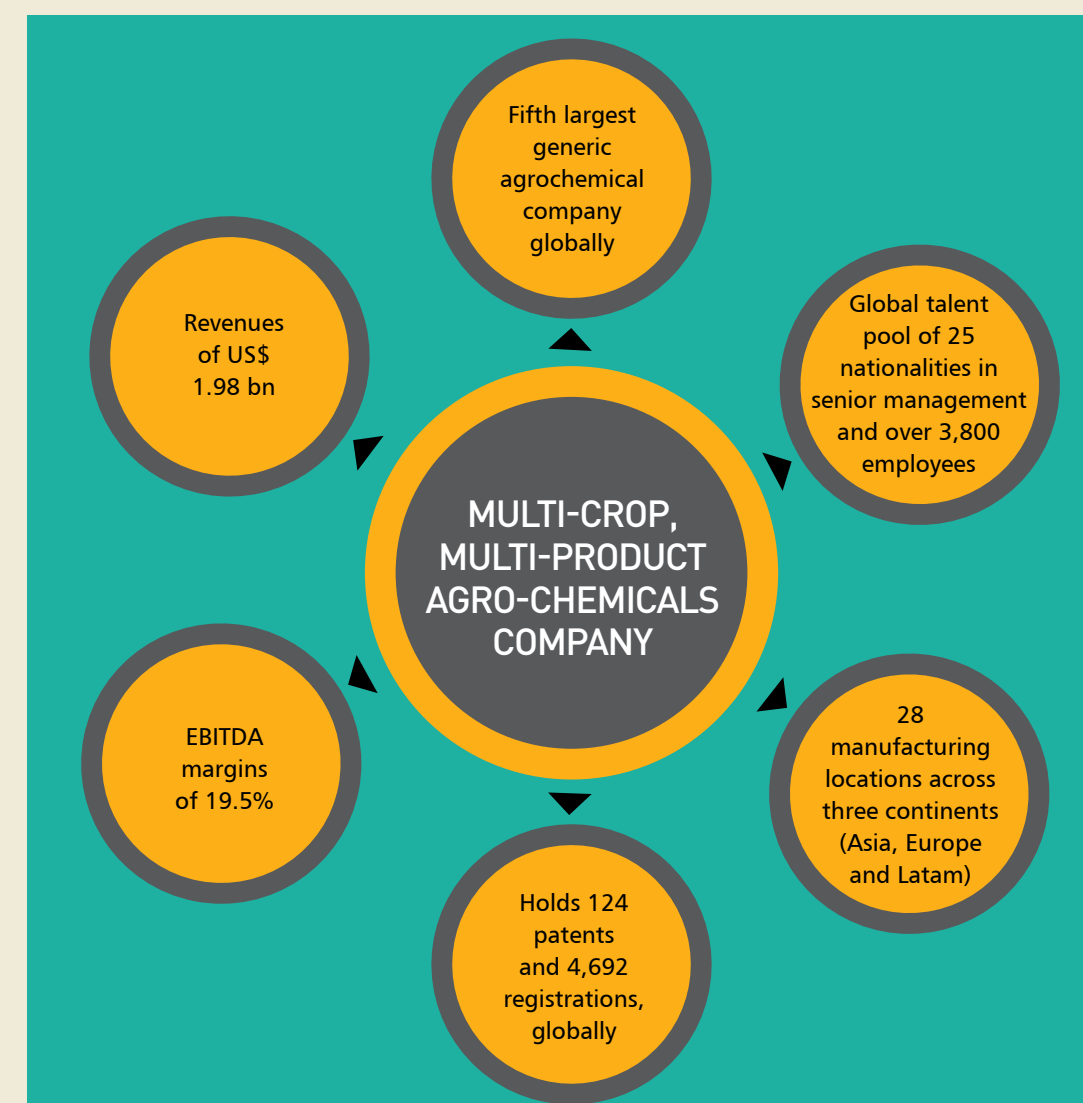 Fifth largest
generic
agrochemical
company
globally
Revenues
of US$
1.98 bn
Global talent
pool of 25
nationalities in
senior management
and over 3,800
employees
MULTI-CROP,
MULTI-PRODUCT
AGRO-CHEMICALS
COMPANY
EBITDA
margins
of 19.5%
28
manufacturing
locations across
three continents
(Asia, Europe
and Latam)
Holds 124
patents
and 4,692
registrations,
globally